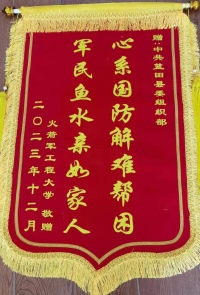 赠:中共蓝田县委组织部
心系国防解难帮困
军民鱼水亲如家人
火箭军工程大学 敬赠
二〇二三年十二月